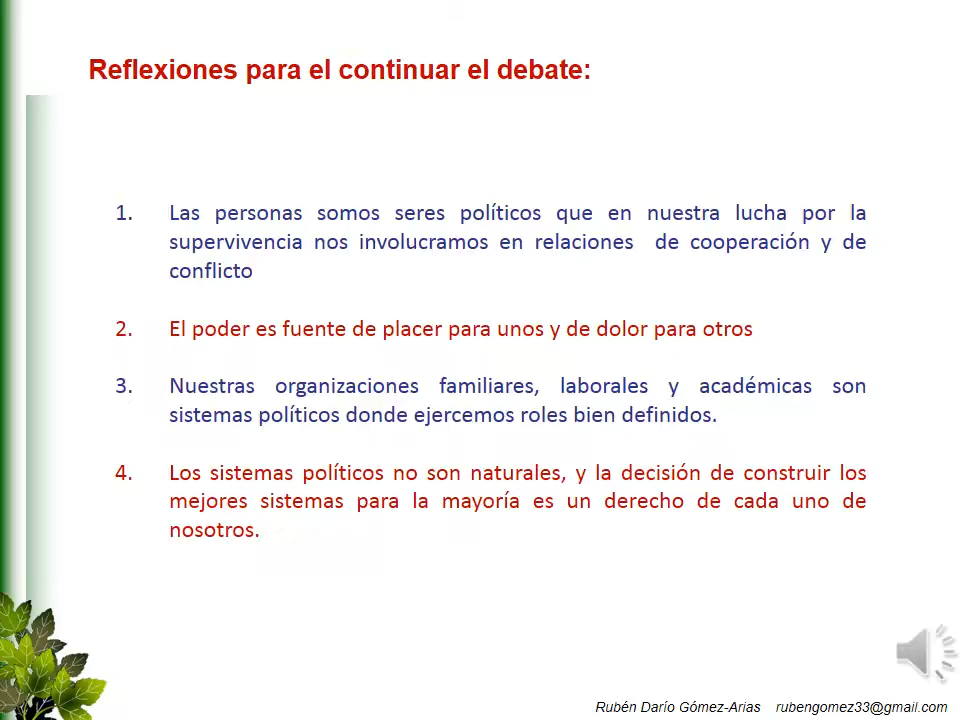 Reflexiones para el continuar el debate:
1. Las personas somos seres políticos que en nuestra lucha por la
supervivencia nos involucramos en relaciones de cooperación y de
conflicto
2. El poder es fuente de placer para unos y de dolor para otros
3. Nuestras organizaciones familiares, laborales y académicas son
sistemas políticos donde ejercemos roles bien definidos.
4. Los sistemas políticos no son naturales, y la decisión de construir los
mejores sistemas para la mayoría es un derecho de cada uno de
nosotros.
Rubén Darío Gómez-Arias rubengomez33@gmail.com